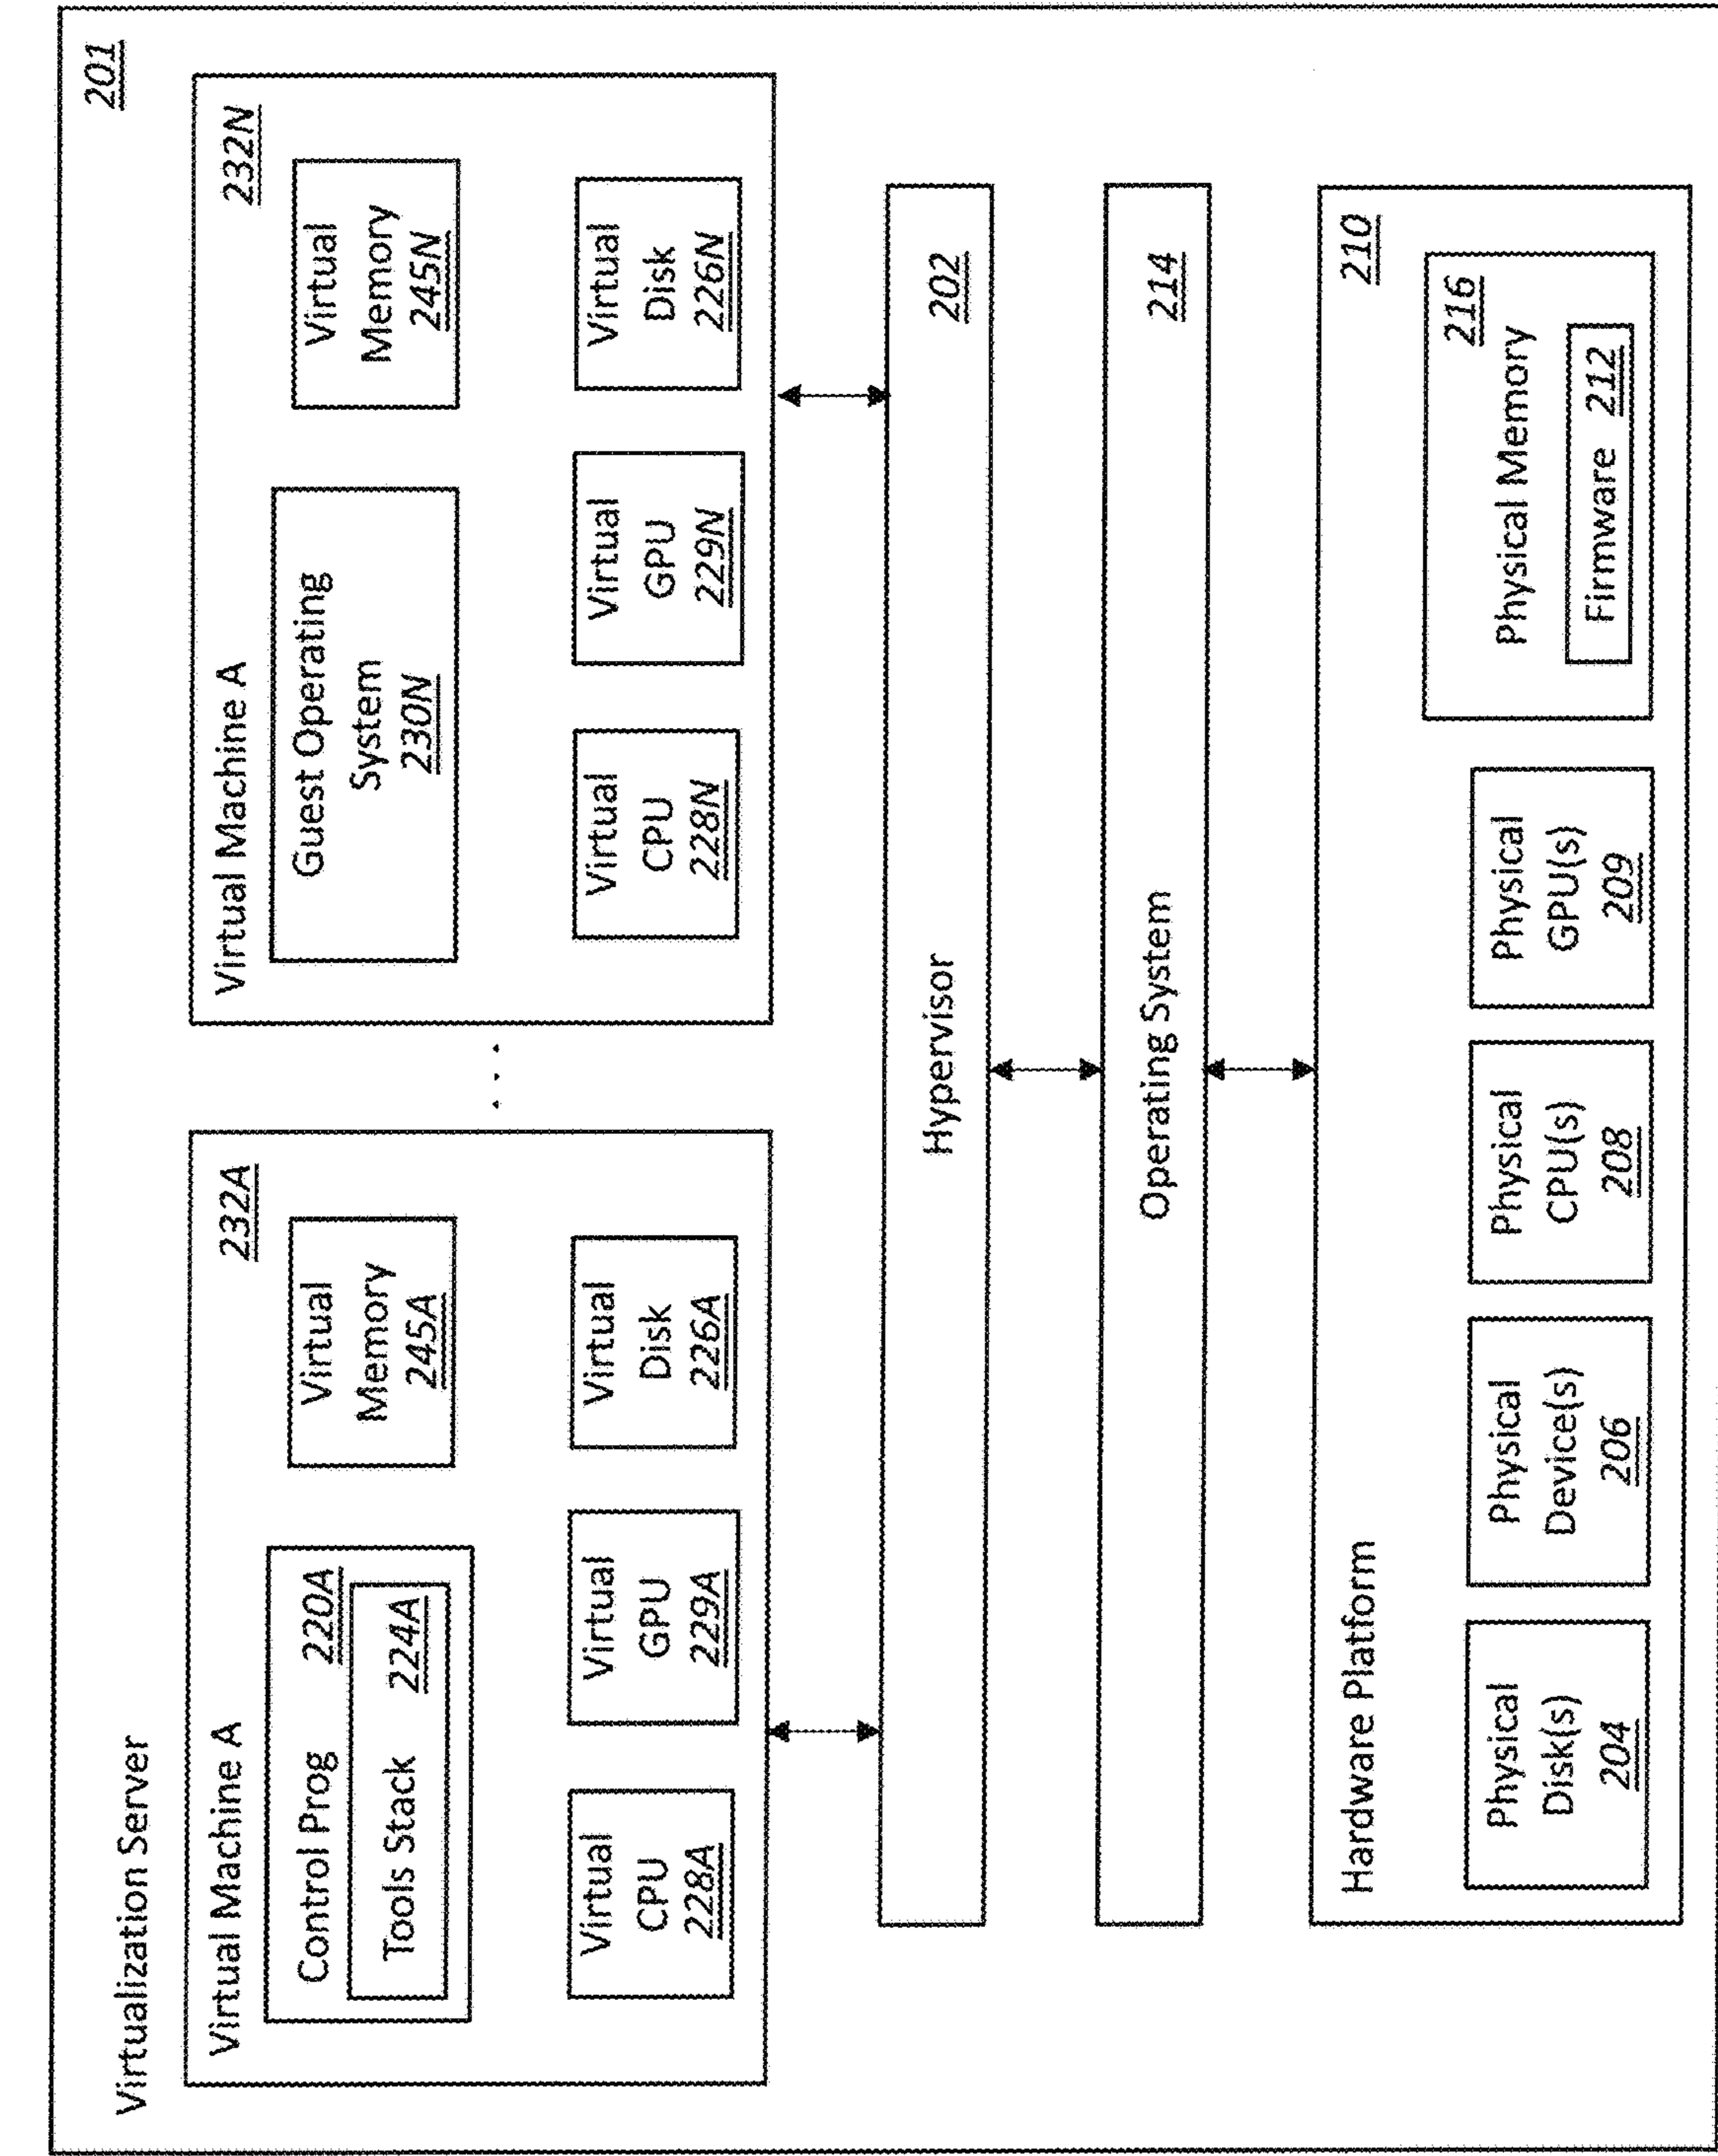 Virtualization Server
201
Virtual Machine A
232A
Control Prog 220A
Tools Stack 224A
Virtual
Memory
245A
Virtual
CPU
228A
Virtual
GPU
229A
Virtual
Disk
226A
. . .
Virtual Machine A
232N
Guest Operating
System
230N
Virtual
Memory
245N
Virtual
CPU
228N
Virtual
GPU
229N
Virtual
Disk
226N
Hypervisor
202
Operating System
214
Hardware Platform
210
Physical
Disk(s)
204
Physical
Device(s)
206
Physical
CPU(s)
208
Physical
GPU(s)
209
216
Physical Memory
Firmware 212